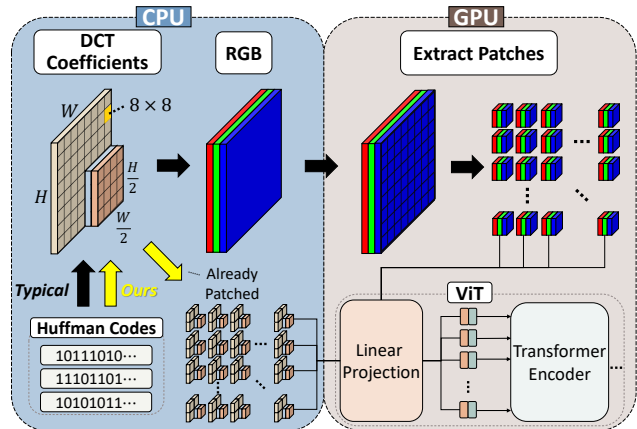 CPU
GPU
DCT
Coefficients
RGB
Extract Patches
W
8 × 8
H
H/2
W/2
Typical
Ours
Already
Patched
Huffman Codes
10111010⋯
11101101⋯
10101011⋯
ViT
Linear
Projection
Transformer
Encoder